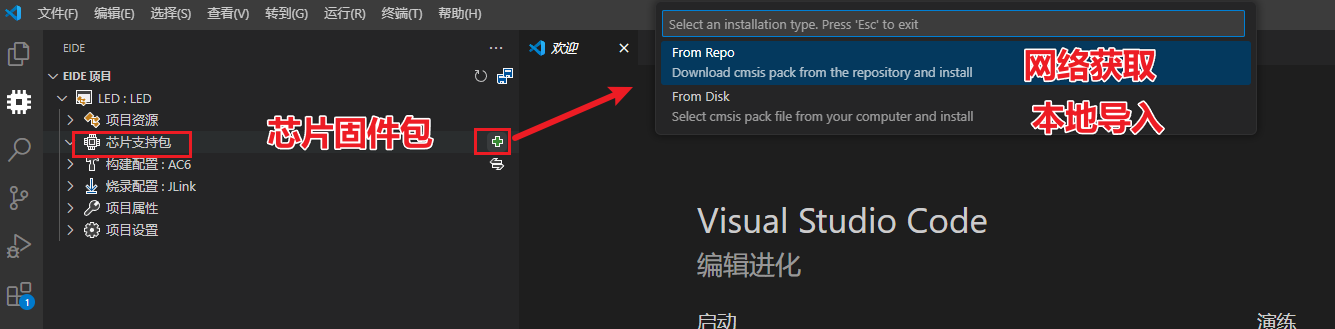 文件(F) 编辑(E) 选择(S) 查看(V) 转到(G) 运行(R) 终端(T) 帮助(H)
Select an installation type. Press 'Esc' to exit
From Repo
Download cmsis pack from the repository and install
网络获取
From Disk
Select cmsis pack file from your computer and install
本地导入
EIDE
欢迎
EIDE 项目
LED : LED
项目资源
芯片支持包
芯片固件包
构建配置 : AC6
烧录配置 : JLink
项目属性
项目设置
1
Visual Studio Code
编辑进化
启动
演练